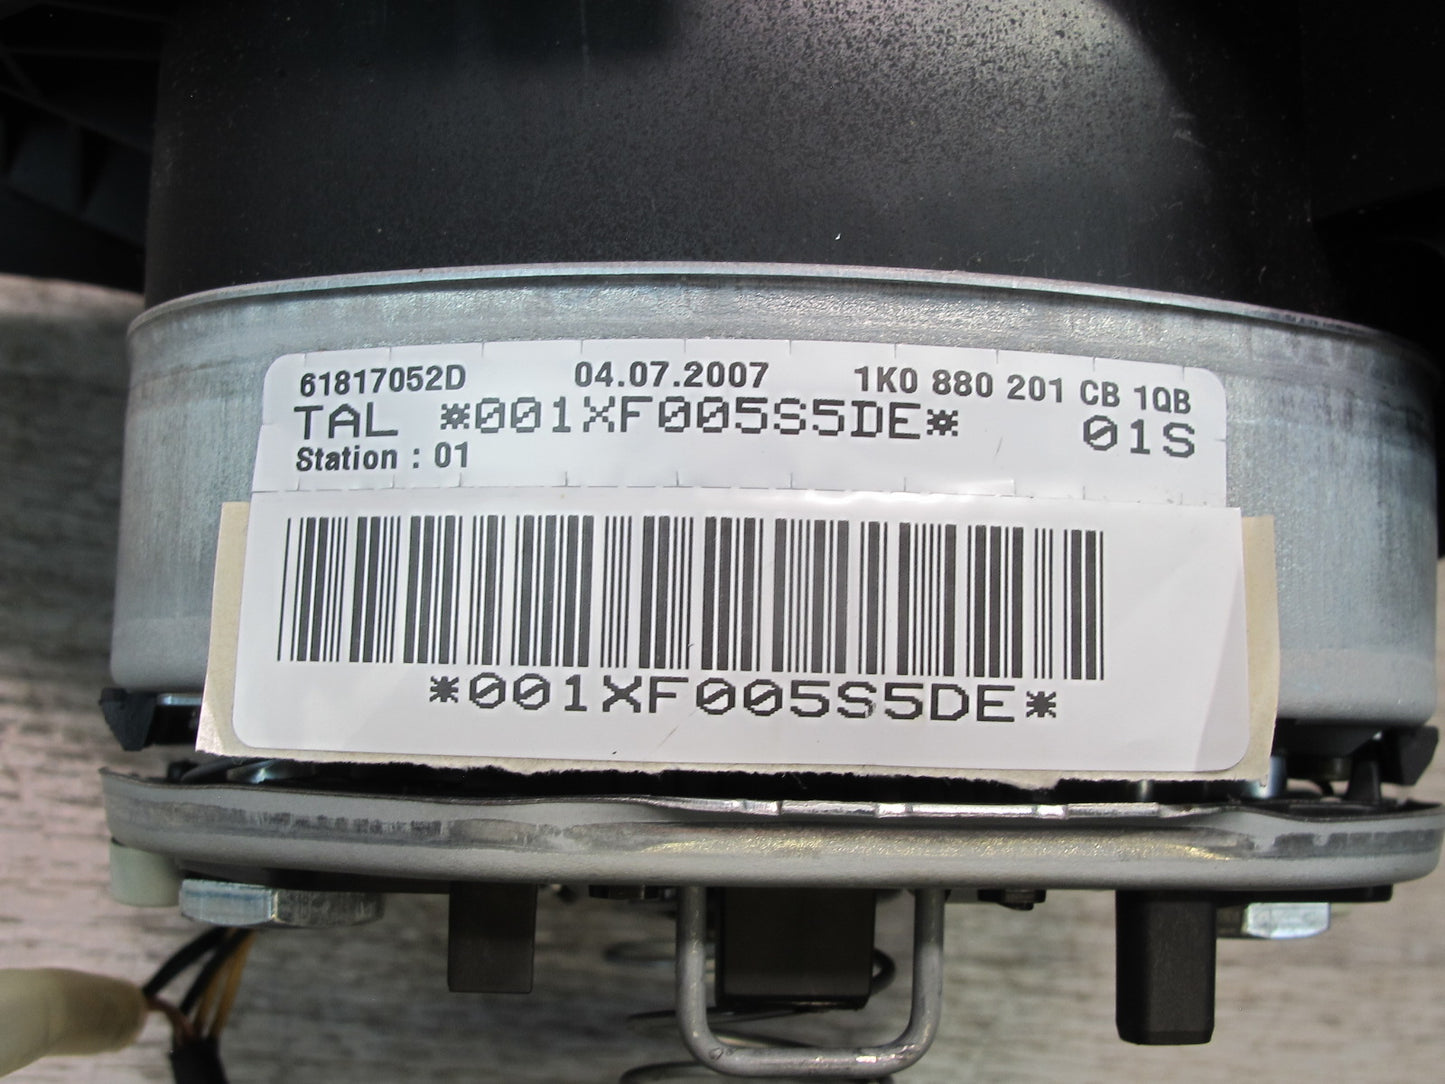 61817052D 04.07.2007 1K0 880 201 CB 1QB
TAL *001XF005S5DE* 01S
Station : 01
*001XF005S5DE*